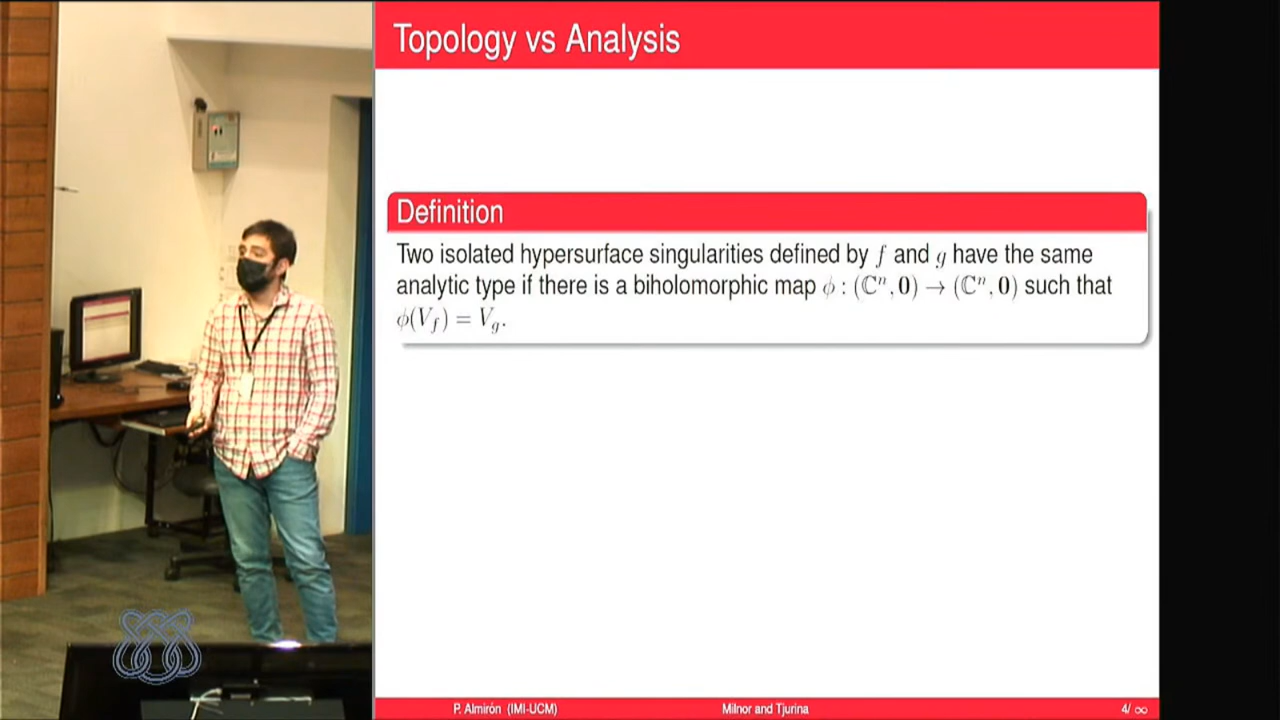 Topology vs Analysis
Definition
Two isolated hypersurface singularities defined by f and g have the same
analytic type if there is a biholomorphic map ϕ : (ℂⁿ, 0) → (ℂⁿ, 0) such that
ϕ(V_f) = V_g.
P. Almirón (IMI-UCM) Milnor and Tjurina 4/ ∞